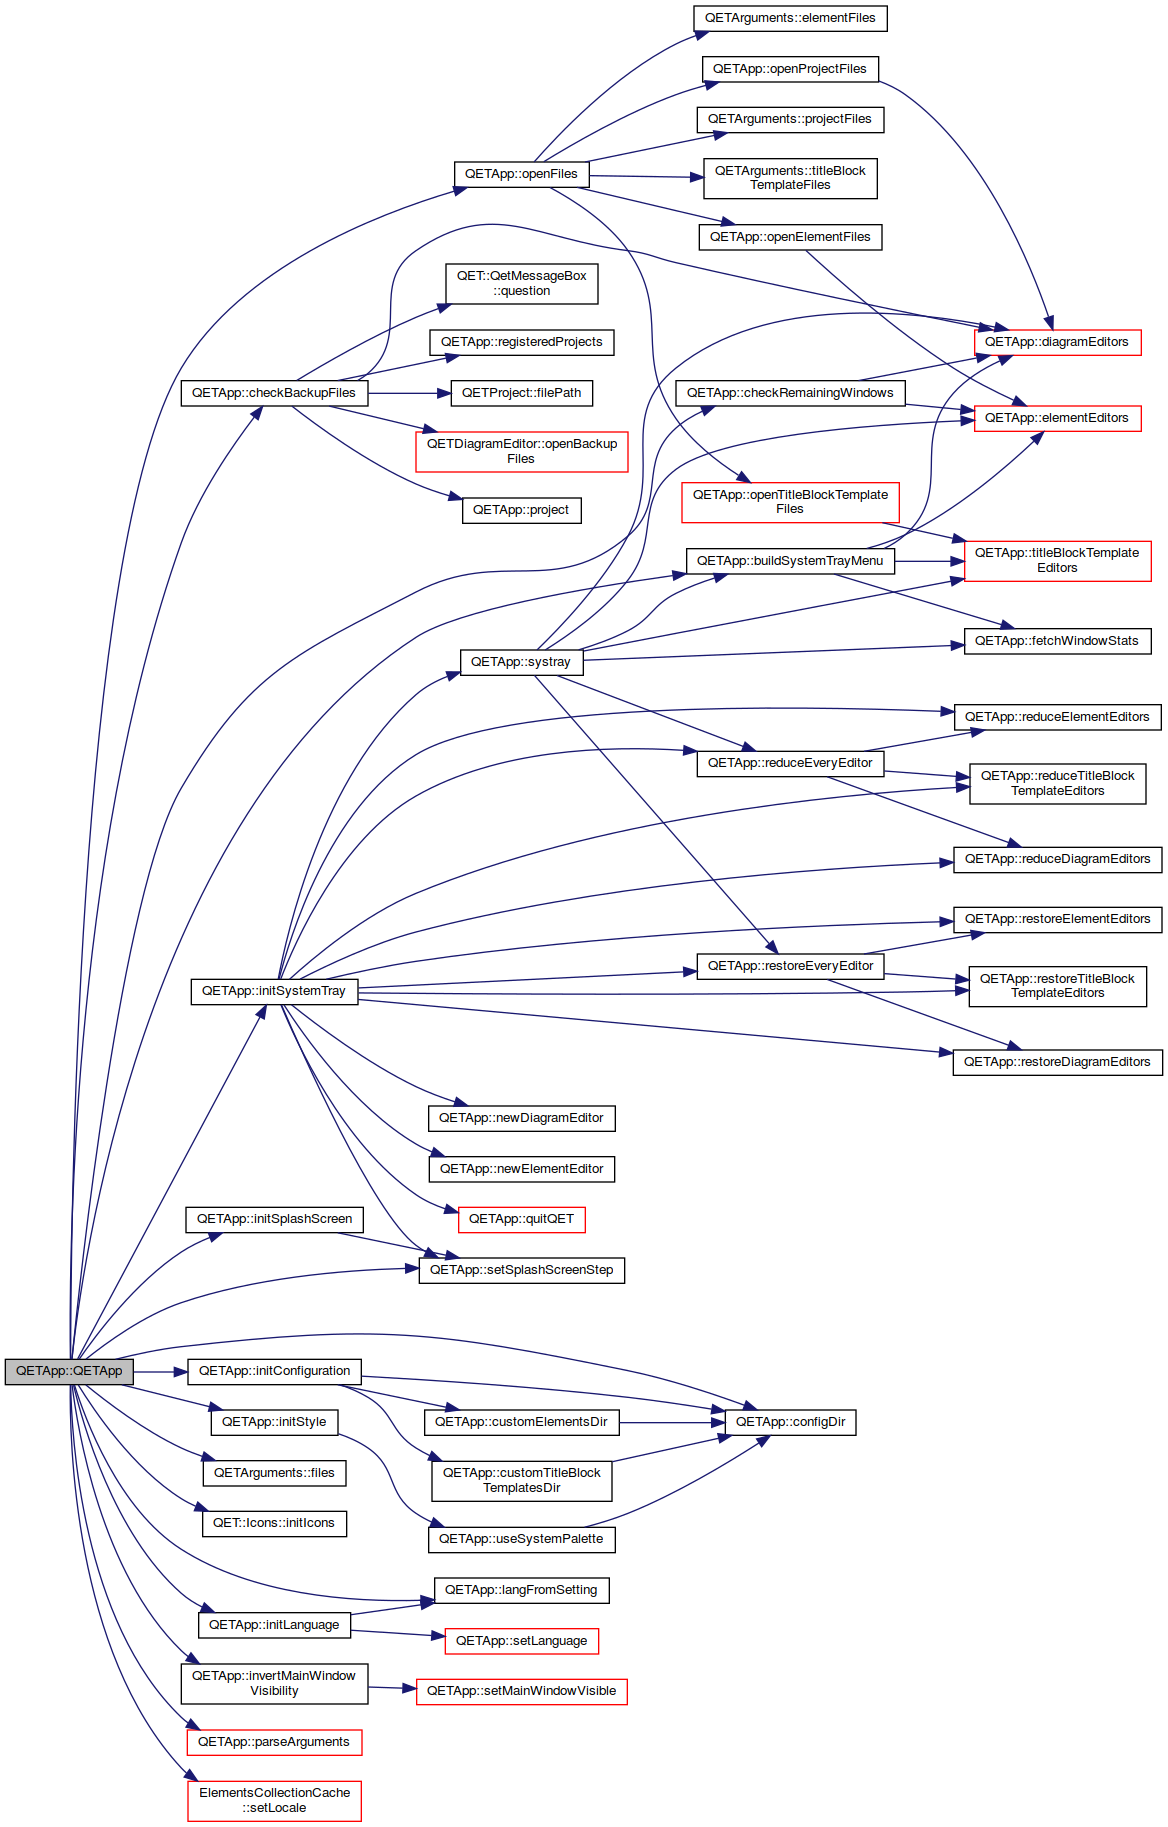 QETArguments::elementFiles
QETApp::openProjectFiles
QETArguments::projectFiles
QETApp::openFiles
QETArguments::titleBlock
TemplateFiles
QETApp::openElementFiles
QET::QetMessageBox
::question
QETApp::registeredProjects
QETApp::diagramEditors
QETApp::checkBackupFiles
QETProject::filePath
QETApp::checkRemainingWindows
QETApp::elementEditors
QETDiagramEditor::openBackup
Files
QETApp::openTitleBlockTemplate
Files
QETApp::project
QETApp::buildSystemTrayMenu
QETApp::titleBlockTemplate
Editors
QETApp::fetchWindowStats
QETApp::systray
QETApp::reduceElementEditors
QETApp::reduceEveryEditor
QETApp::reduceTitleBlock
TemplateEditors
QETApp::reduceDiagramEditors
QETApp::restoreElementEditors
QETApp::restoreEveryEditor
QETApp::initSystemTray
QETApp::restoreTitleBlock
TemplateEditors
QETApp::restoreDiagramEditors
QETApp::newDiagramEditor
QETApp::newElementEditor
QETApp::initSplashScreen
QETApp::quitQET
QETApp::setSplashScreenStep
QETApp::QETApp
QETApp::initConfiguration
QETApp::initStyle
QETApp::customElementsDir
QETApp::configDir
QETArguments::files
QETApp::customTitleBlock
TemplatesDir
QET::Icons::initIcons
QETApp::useSystemPalette
QETApp::langFromSetting
QETApp::initLanguage
QETApp::setLanguage
QETApp::invertMainWindow
Visibility
QETApp::setMainWindowVisible
QETApp::parseArguments
ElementsCollectionCache
::setLocale